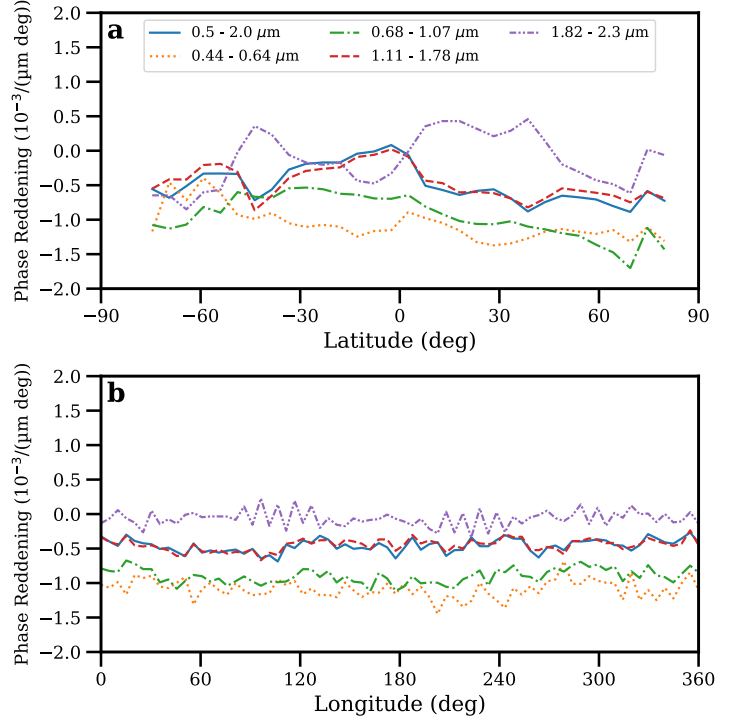 a
0.5 - 2.0 μm
0.44 - 0.64 μm
0.68 - 1.07 μm
1.11 - 1.78 μm
1.82 - 2.3 μm
Phase Reddening (10⁻³/(μm deg))
2.0
1.5
1.0
0.5
0.0
−0.5
−1.0
−1.5
−2.0
−90 −60 −30 0 30 60 90
Latitude (deg)
b
Phase Reddening (10⁻³/(μm deg))
2.0
1.5
1.0
0.5
0.0
−0.5
−1.0
−1.5
−2.0
0 60 120 180 240 300 360
Longitude (deg)